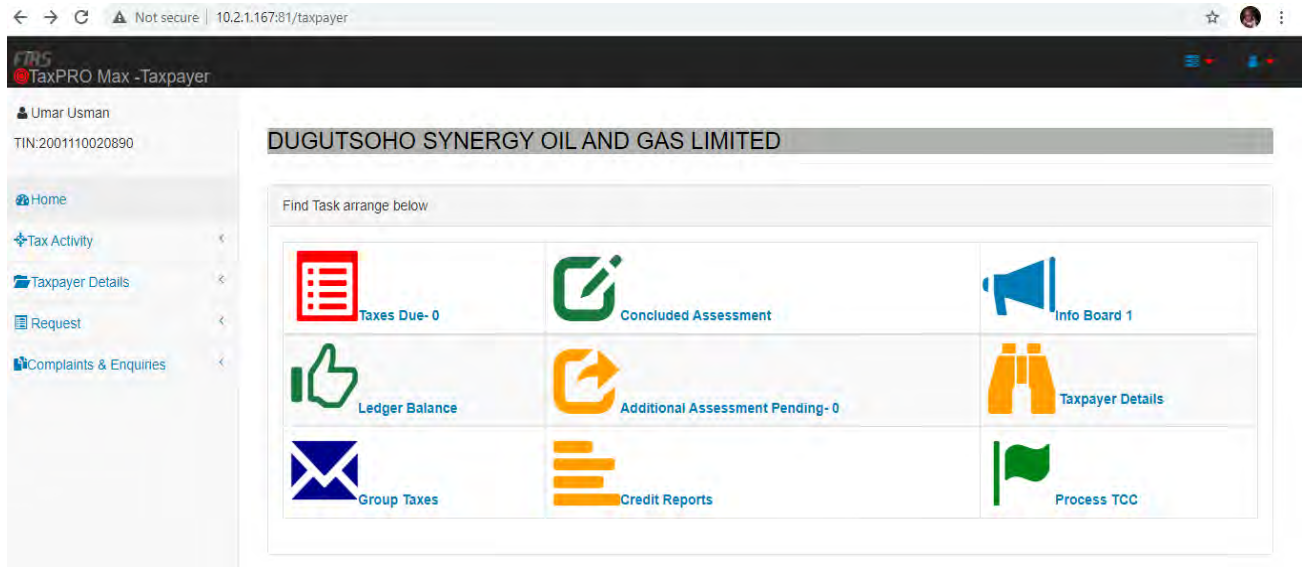 Not secure | 10.2.1.167:81/taxpayer
FIRS
TaxPRO Max -Taxpayer
Umar Usman
TIN:2001110020890
Home
Tax Activity
Taxpayer Details
Request
Complaints & Enquiries
DUGUTSOHO SYNERGY OIL AND GAS LIMITED
Find Task arrange below
Taxes Due- 0
Concluded Assessment
Info Board 1
Ledger Balance
Additional Assessment Pending- 0
Taxpayer Details
Group Taxes
Credit Reports
Process TCC